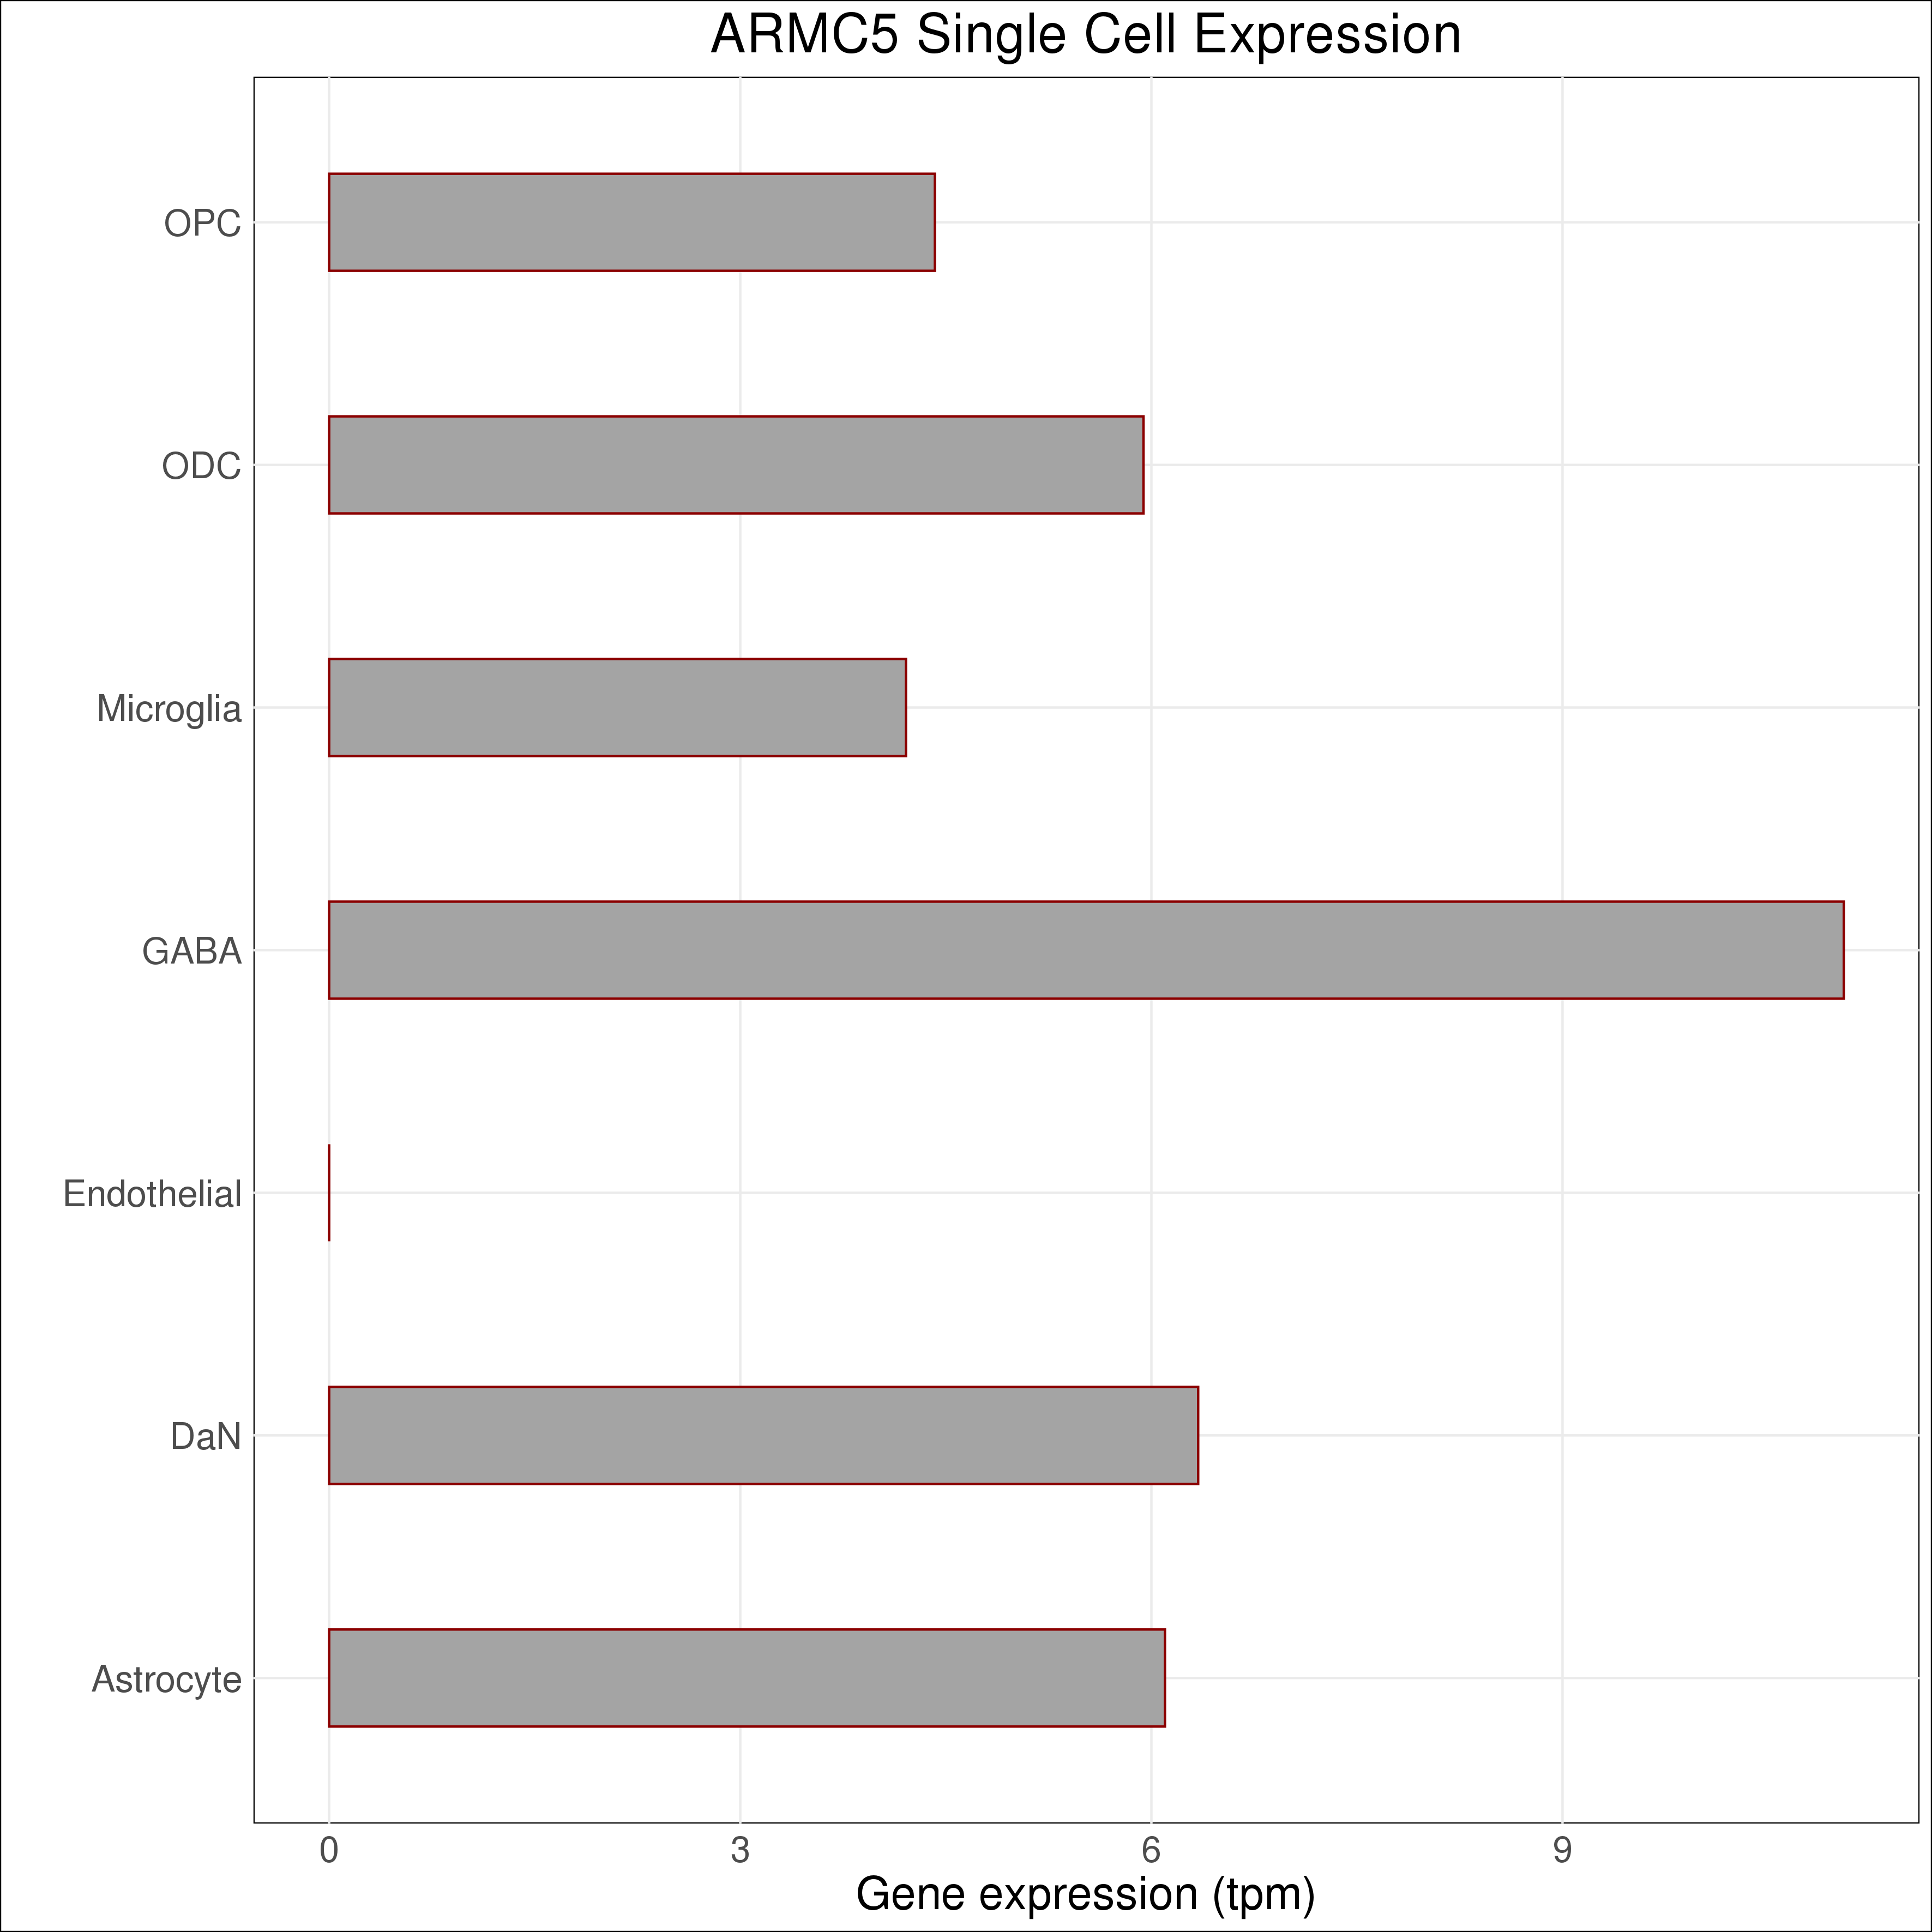 ARMC5 Single Cell Expression
OPC
ODC
Microglia
GABA
Endothelial
DaN
Astrocyte
0 3 6 9
Gene expression (tpm)